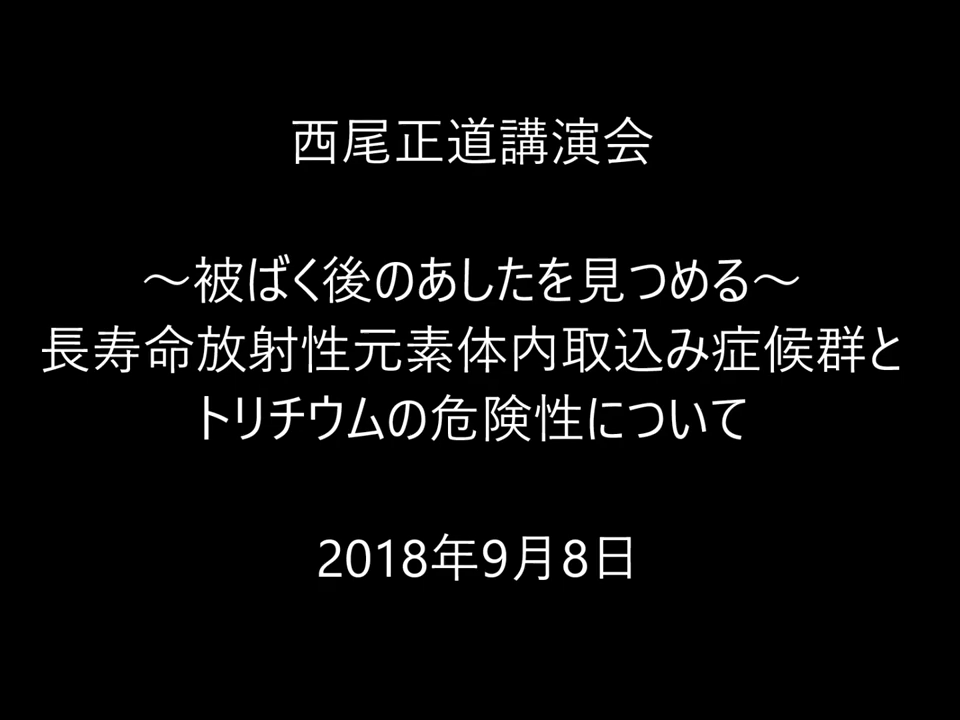 西尾正道講演会
～被ばく後のあしたを見つめる～
長寿命放射性元素体内取込み症候群と
トリチウムの危険性について
2018年9月8日